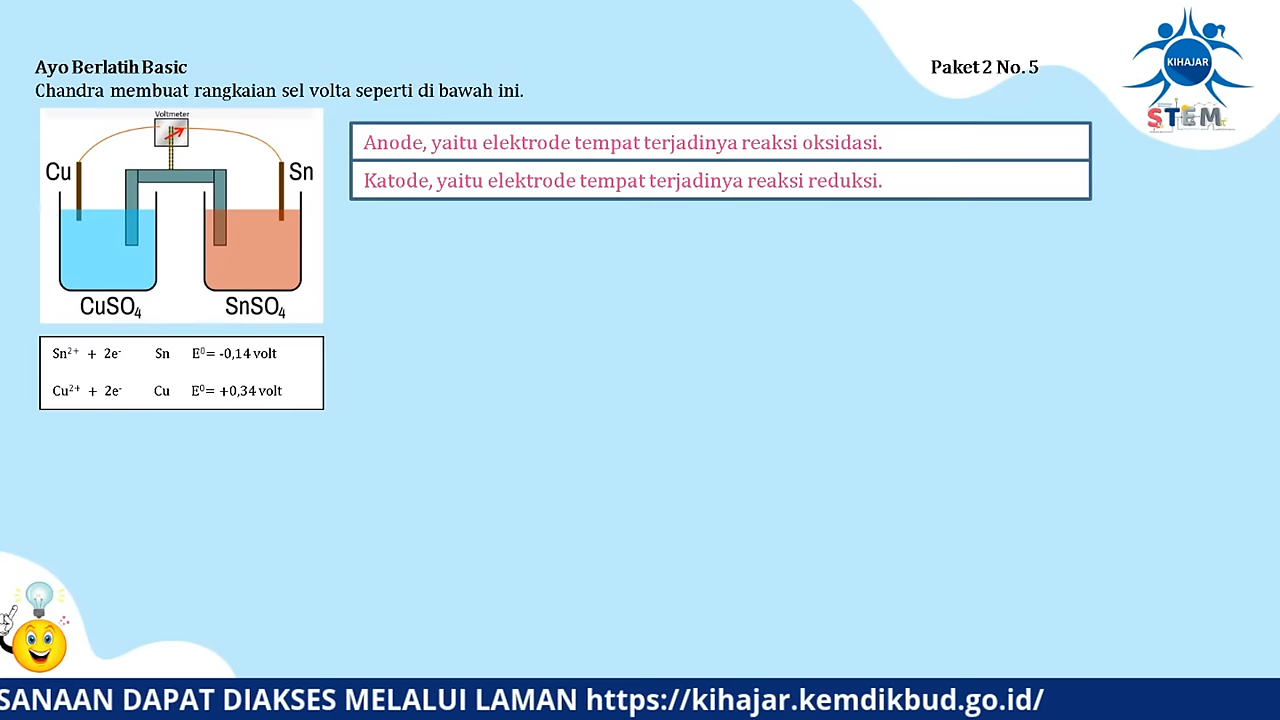 Ayo Berlatih Basic
Paket 2 No. 5
Chandra membuat rangkaian sel volta seperti di bawah ini.
Voltmeter
Cu
Sn
CuSO₄
SnSO₄
Anode, yaitu elektrode tempat terjadinya reaksi oksidasi.
Katode, yaitu elektrode tempat terjadinya reaksi reduksi.
Sn²⁺ + 2e⁻ Sn E⁰= -0,14 volt
Cu²⁺ + 2e⁻ Cu E⁰= +0,34 volt
KIHAJAR
STEM
SANAAN DAPAT DIAKSES MELALUI LAMAN https://kihajar.kemdikbud.go.id/